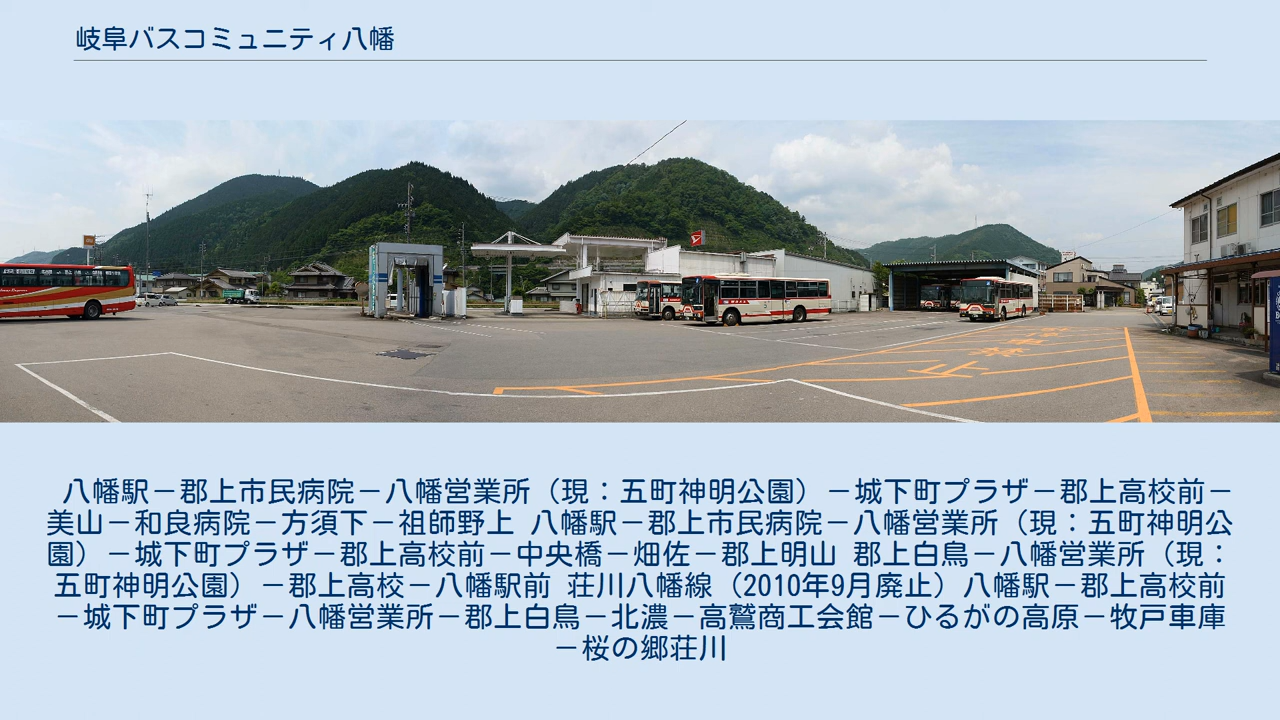 岐阜バスコミュニティ八幡
八幡駅－郡上市民病院－八幡営業所（現：五町神明公園）－城下町プラザ－郡上高校前－
美山－和良病院－方須下－祖師野上 八幡駅－郡上市民病院－八幡営業所（現：五町神明公
園）－城下町プラザ－郡上高校前－中央橋－畑佐－郡上明山 郡上白鳥－八幡営業所（現：
五町神明公園）－郡上高校－八幡駅前 荘川八幡線（2010年9月廃止）八幡駅－郡上高校前
－城下町プラザ－八幡営業所－郡上白鳥－北濃－高鷲商工会館－ひるがの高原－牧戸車庫
－桜の郷荘川